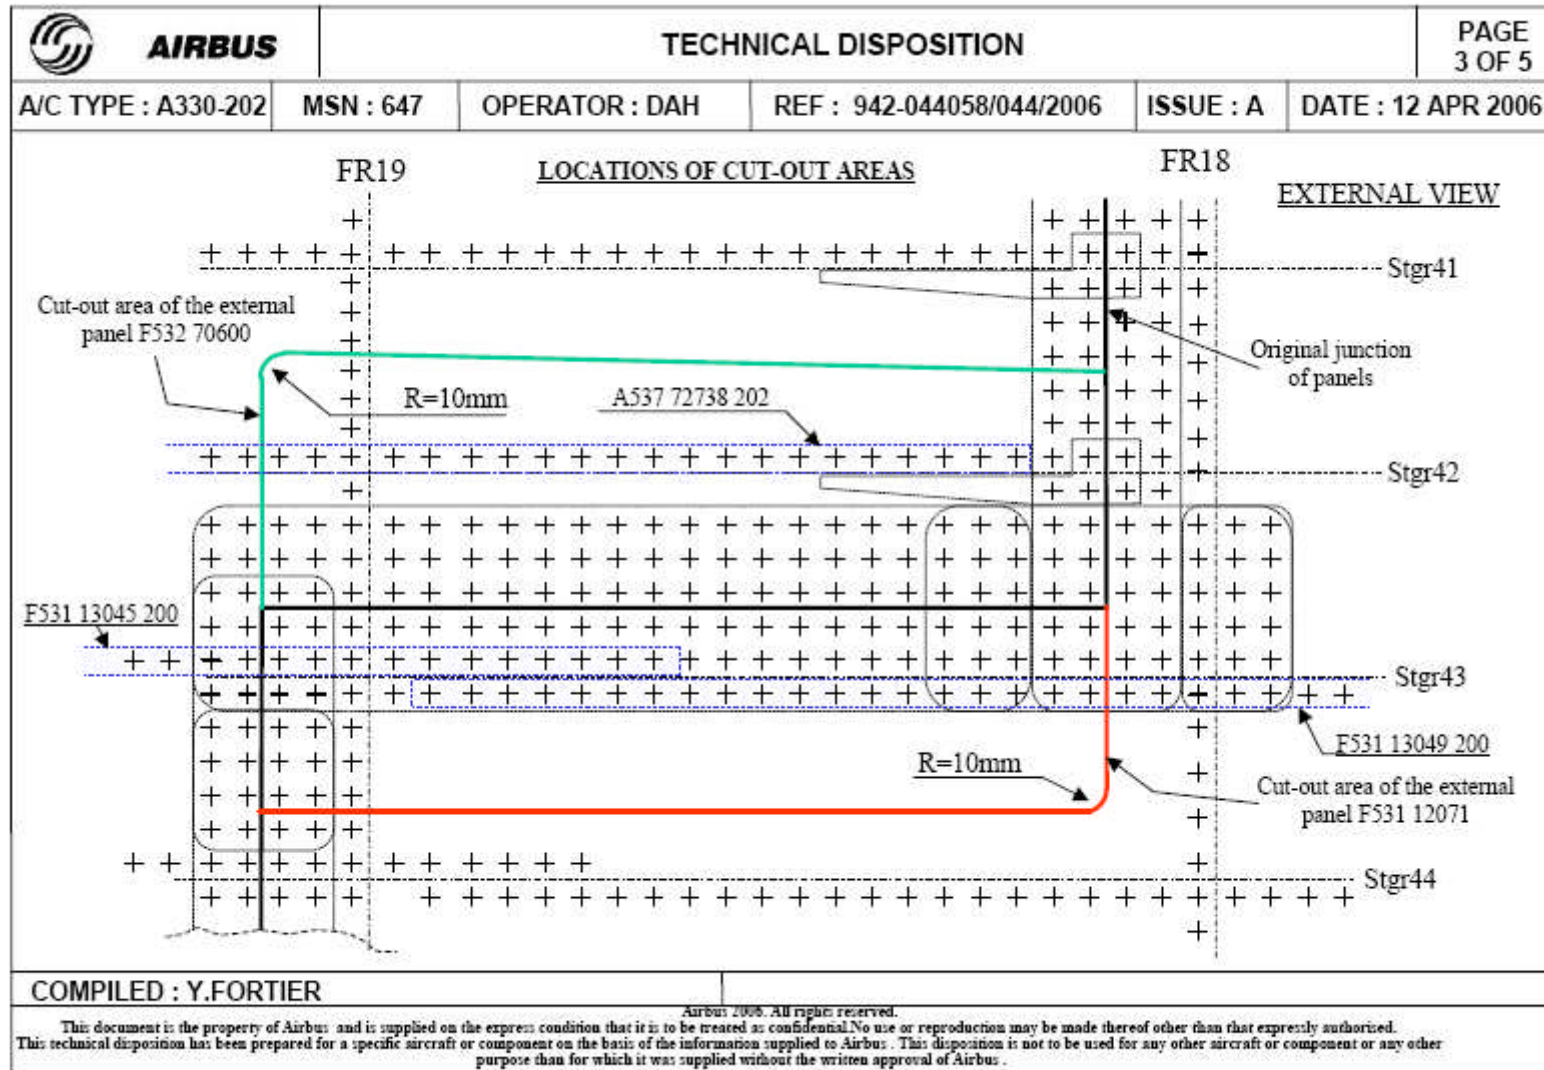 AIRBUS
TECHNICAL DISPOSITION
PAGE
3 OF 5
A/C TYPE : A330-202
MSN : 647
OPERATOR : DAH
REF : 942-044058/044/2006
ISSUE : A
DATE : 12 APR 2006
FR19
LOCATIONS OF CUT-OUT AREAS
FR18
EXTERNAL VIEW
Stgr41
Cut-out area of the external
panel F532 70600
Original junction
of panels
R=10mm
A537 72738 202
Stgr42
F531 13045 200
Stgr43
F531 13049 200
R=10mm
Cut-out area of the external
panel F531 12071
Stgr44
COMPILED : Y.FORTIER
Airbus 2006. All rights reserved.
This document is the property of Airbus and is supplied on the express condition that it is to be treated as confidential.No use or reproduction may be made thereof other than that expressly authorised.
This technical disposition has been prepared for a specific aircraft or component on the basis of the information supplied to Airbus . This disposition is not to be used for any other aircraft or component or any other
purpose than for which it was supplied without the written approval of Airbus .